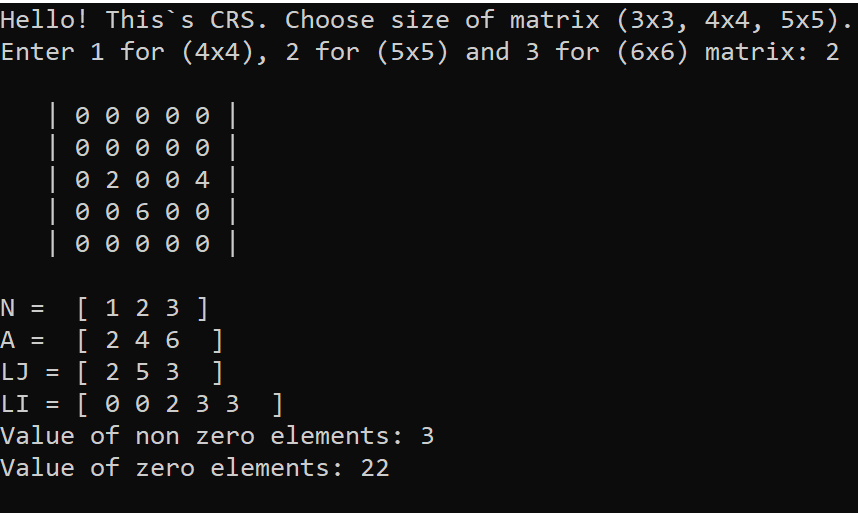 Hello! This`s CRS. Choose size of matrix (3x3, 4x4, 5x5).
Enter 1 for (4x4), 2 for (5x5) and 3 for (6x6) matrix: 2
| 0 0 0 0 0 |
| 0 0 0 0 0 |
| 0 2 0 0 4 |
| 0 0 6 0 0 |
| 0 0 0 0 0 |
N =  [ 1 2 3 ]
A =  [ 2 4 6  ]
LJ = [ 2 5 3  ]
LI = [ 0 0 2 3 3  ]
Value of non zero elements: 3
Value of zero elements: 22